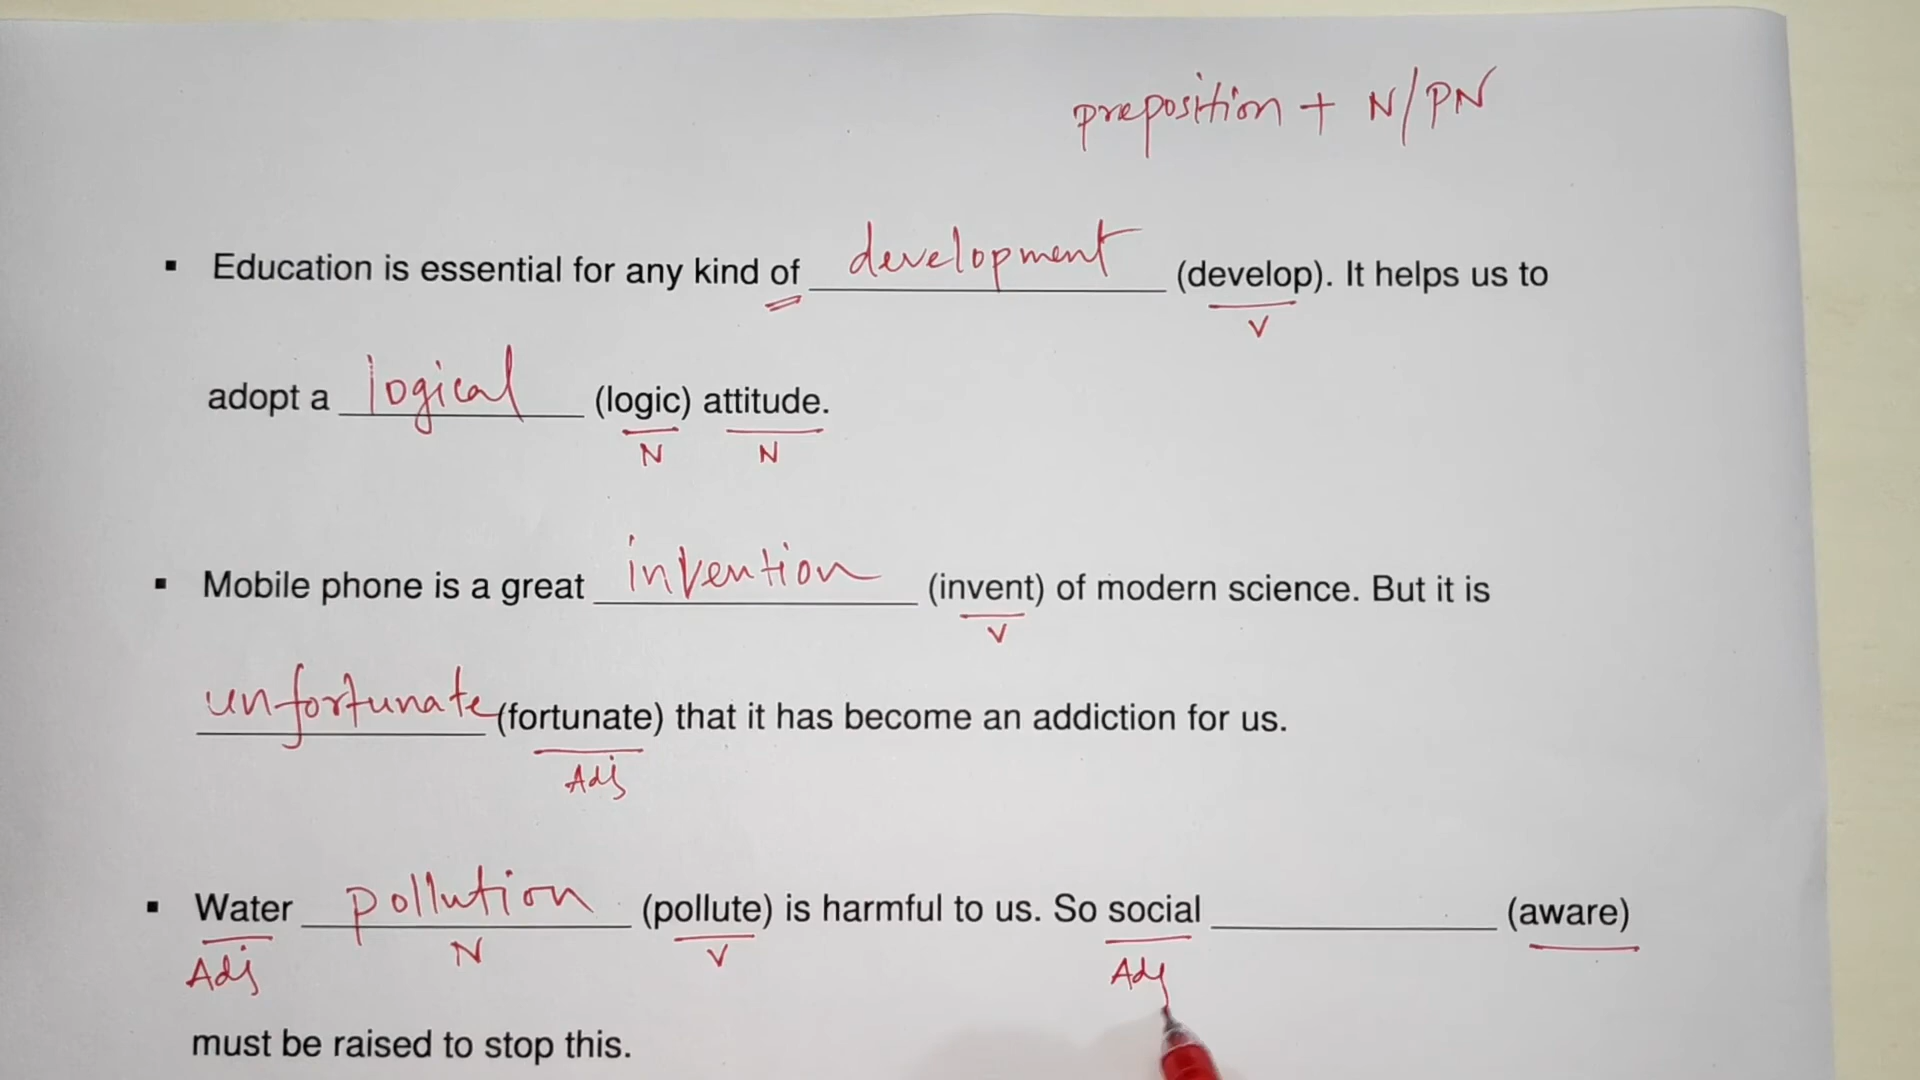 preposition + N/PN
▪ Education is essential for any kind of development (develop). It helps us to
V
adopt a logical (logic) attitude.
N N
▪ Mobile phone is a great invention (invent) of modern science. But it is
V
unfortunate (fortunate) that it has become an addiction for us.
Adj
▪ Water pollution (pollute) is harmful to us. So social ____________ (aware)
Adj N V Adj
must be raised to stop this.